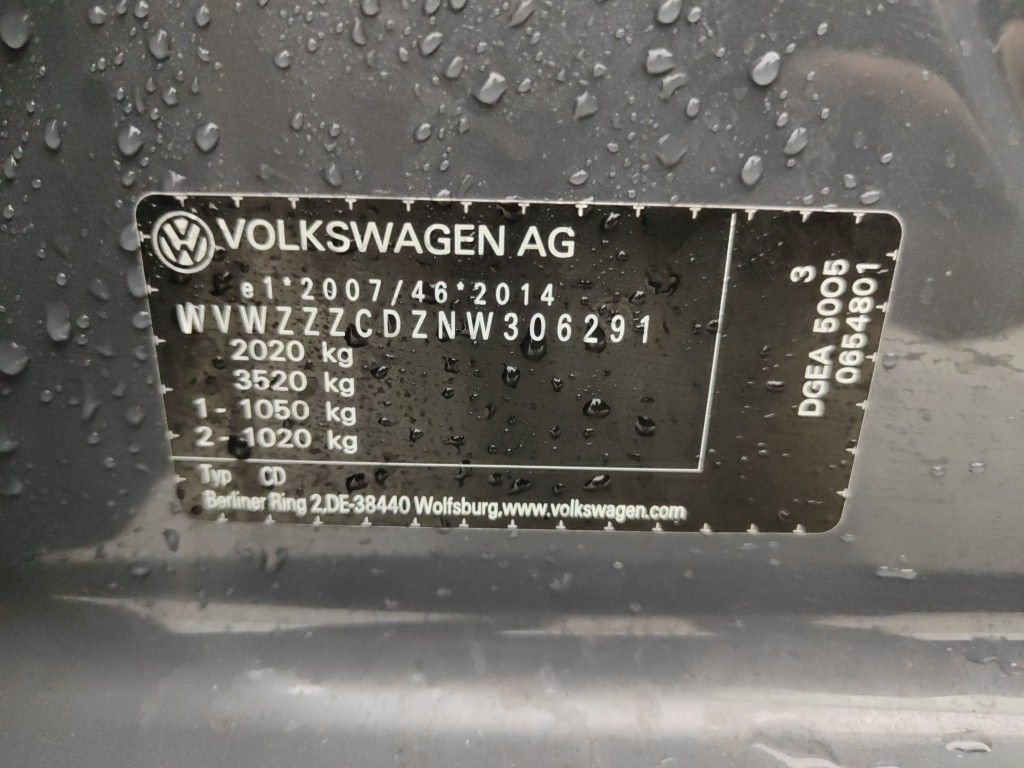 VOLKSWAGEN AG
e1*2007/46*2014
WVWZZZCDZNW306291
2020 kg
3520 kg
1- 1050 kg
2- 1020 kg
Typ CD
Berliner Ring 2,DE-38440 Wolfsburg,www.volkswagen.com
3
DGEA 5005
0654801